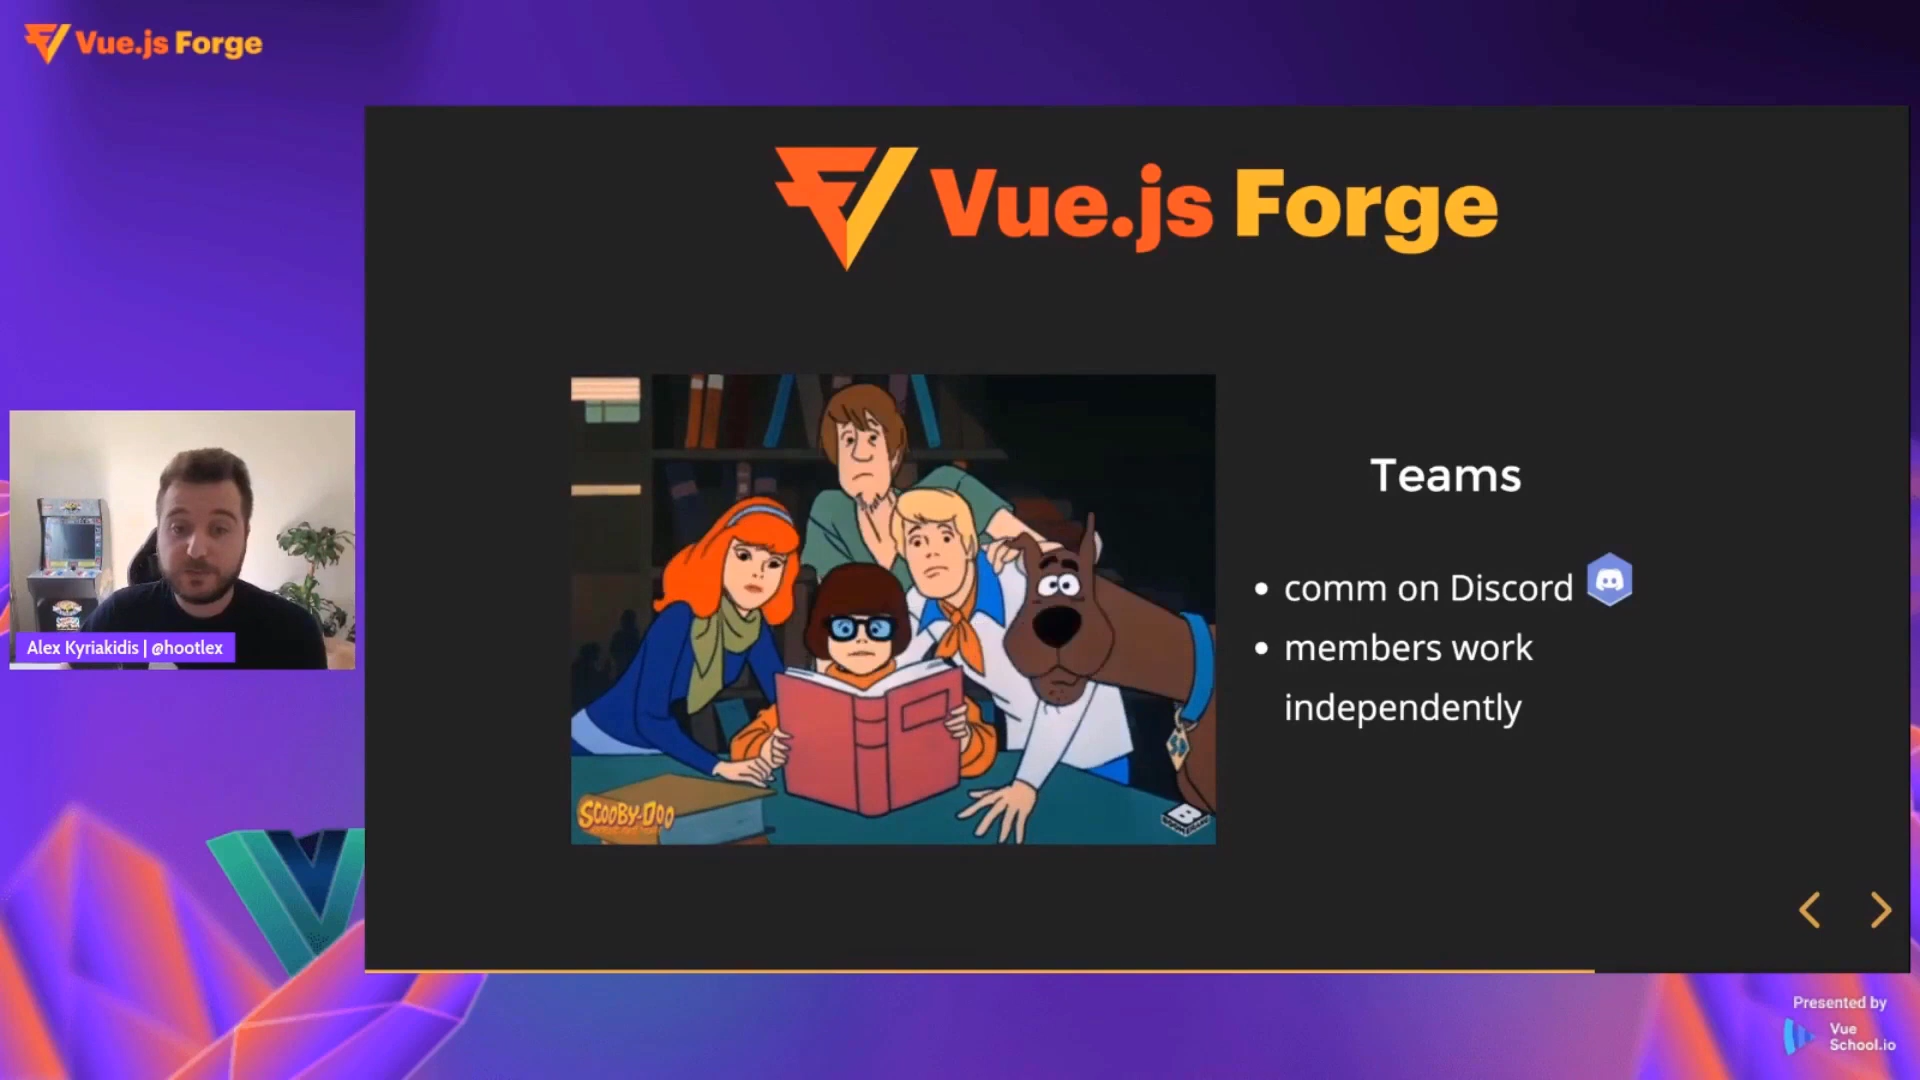 Vue.js Forge
Vue.js Forge
Teams
comm on Discord
members work
independently
Alex Kyriakidis | @hootlex
SCOOBY-DOO
Presented by
Vue
School.io